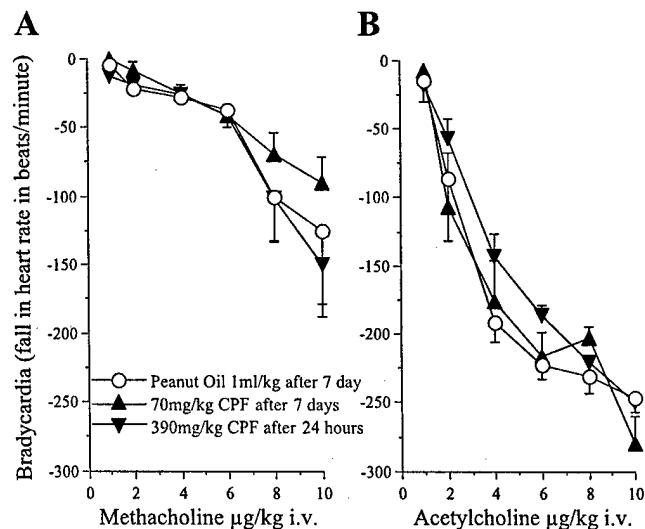 A
B
Bradycardia (fall in heart rate in beats/minute)
0
-50
-100
-150
-200
-250
-300
0
-50
-100
-150
-200
-250
-300
Peanut Oil 1ml/kg after 7 day
70mg/kg CPF after 7 days
390mg/kg CPF after 24 hours
0 2 4 6 8 10
0 2 4 6 8 10
Methacholine µg/kg i.v.
Acetylcholine µg/kg i.v.